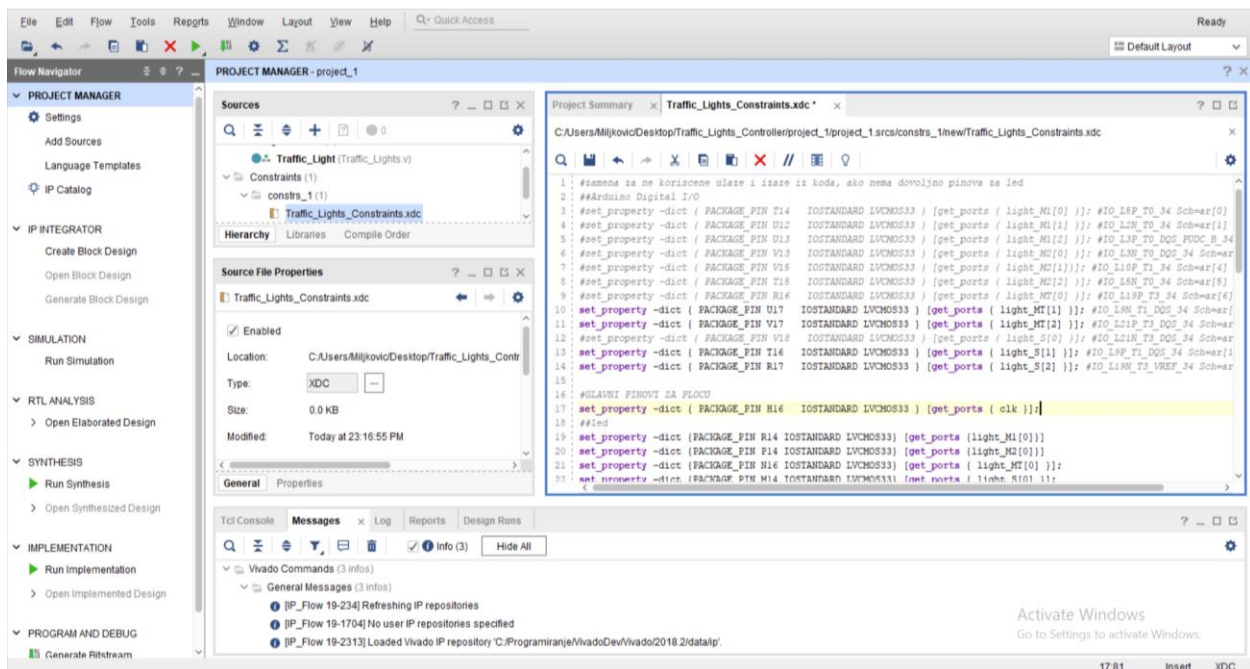 File Edit Flow Tools Reports Window Layout View Help Quick Access Ready
Default Layout
Flow Navigator
PROJECT MANAGER
Settings
Add Sources
Language Templates
IP Catalog
IP INTEGRATOR
Create Block Design
Open Block Design
Generate Block Design
SIMULATION
Run Simulation
RTL ANALYSIS
Open Elaborated Design
SYNTHESIS
Run Synthesis
Open Synthesized Design
IMPLEMENTATION
Run Implementation
Open Implemented Design
PROGRAM AND DEBUG
Generate Bitstream
PROJECT MANAGER - project_1
Sources
0
Traffic_Light (Traffic_Lights.v)
Constraints (1)
constrs_1 (1)
Traffic_Lights_Constraints.xdc
Hierarchy Libraries Compile Order
Source File Properties
Traffic_Lights_Constraints.xdc
Enabled
Location: C:/Users/Miljkovic/Desktop/Traffic_Lights_Contr
Type: XDC ...
Size: 0.0 KB
Modified: Today at 23:16:55 PM
General Properties
Project Summary Traffic_Lights_Constraints.xdc *
C:/Users/Miljkovic/Desktop/Traffic_Lights_Controller/project_1/project_1.srcs/constrs_1/new/Traffic_Lights_Constraints.xdc
1 #zamena za ne koriscene ulaze i izaze iz koda, ako nema dovoljno pinova za led
2 ##Arduino Digital I/O
3 #set_property -dict { PACKAGE_PIN T14 IOSTANDARD LVCMOS33 } [get_ports { light_M1[0] }]; #IO_L5P_T0_34 Sch=ar[0]
4 #set_property -dict { PACKAGE_PIN U12 IOSTANDARD LVCMOS33 } [get_ports { light_M1[1] }]; #IO_L2N_T0_34 Sch=ar[1]
5 #set_property -dict { PACKAGE_PIN U13 IOSTANDARD LVCMOS33 } [get_ports { light_M1[2] }]; #IO_L3P_T0_DQS_PUDC_B_34
6 #set_property -dict { PACKAGE_PIN V13 IOSTANDARD LVCMOS33 } [get_ports { light_M2[0] }]; #IO_L3N_T0_DQS_34 Sch=ar
7 #set_property -dict { PACKAGE_PIN V15 IOSTANDARD LVCMOS33 } [get_ports { light_M2[1]}]; #IO_L10P_T1_34 Sch=ar[4]
8 #set_property -dict { PACKAGE_PIN T15 IOSTANDARD LVCMOS33 } [get_ports { light_M2[2] }]; #IO_L5N_T0_34 Sch=ar[5]
9 #set_property -dict { PACKAGE_PIN R16 IOSTANDARD LVCMOS33 } [get_ports { light_MT[0] }]; #IO_L19P_T3_34 Sch=ar[6]
10 set_property -dict { PACKAGE_PIN U17 IOSTANDARD LVCMOS33 } [get_ports { light_MT[1] }]; #IO_L9N_T1_DQS_34 Sch=ar[
11 set_property -dict { PACKAGE_PIN V17 IOSTANDARD LVCMOS33 } [get_ports { light_MT[2] }]; #IO_L21P_T3_DQS_34 Sch=ar
12 #set_property -dict { PACKAGE_PIN V18 IOSTANDARD LVCMOS33 } [get_ports { light_S[0] }]; #IO_L21N_T3_DQS_34 Sch=ar
13 set_property -dict { PACKAGE_PIN T16 IOSTANDARD LVCMOS33 } [get_ports { light_S[1] }]; #IO_L9P_T1_DQS_34 Sch=ar[1
14 set_property -dict { PACKAGE_PIN R17 IOSTANDARD LVCMOS33 } [get_ports { light_S[2] }]; #IO_L19N_T3_VREF_34 Sch=ar
15
16 #GLAVNI PINOVI ZA PLOCU
17 set_property -dict { PACKAGE_PIN H16 IOSTANDARD LVCMOS33 } [get_ports { clk }];
18 ##led
19 set_property -dict {PACKAGE_PIN R14 IOSTANDARD LVCMOS33} [get_ports {light_M1[0]}]
20 set_property -dict {PACKAGE_PIN P14 IOSTANDARD LVCMOS33} [get_ports {light_M2[0]}]
21 set_property -dict {PACKAGE_PIN N16 IOSTANDARD LVCMOS33} [get_ports { light_MT[0] }];
22 set_property -dict {PACKAGE_PIN M14 IOSTANDARD LVCMOS33} [get_ports { light_S[0] }];
Tcl Console Messages Log Reports Design Runs
Info (3) Hide All
Vivado Commands (3 infos)
General Messages (3 infos)
[IP_Flow 19-234] Refreshing IP repositories
[IP_Flow 19-1704] No user IP repositories specified
[IP_Flow 19-2313] Loaded Vivado IP repository 'C:/Programiranje/VivadoDev/Vivado/2018.2/data/ip'.
Activate Windows
Go to Settings to activate Windows.
17:81 Insert XDC